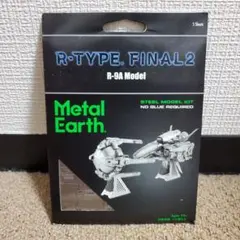 R-TYPE FINAL 2
R-9A Model
Metal
Earth
STEEL MODEL KIT
NO GLUE REQUIRED